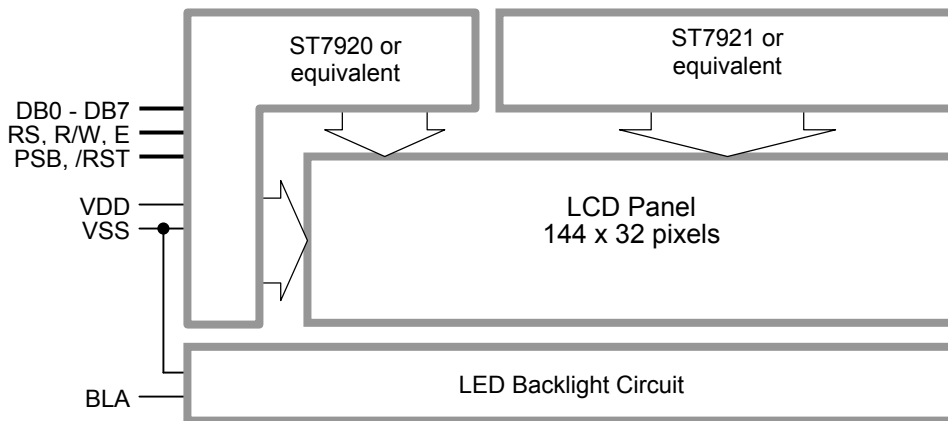 ST7920 or
equivalent
ST7921 or
equivalent
DB0 - DB7
RS, R/W, E
PSB, /RST
VDD
VSS
LCD Panel
144 x 32 pixels
LED Backlight Circuit
BLA